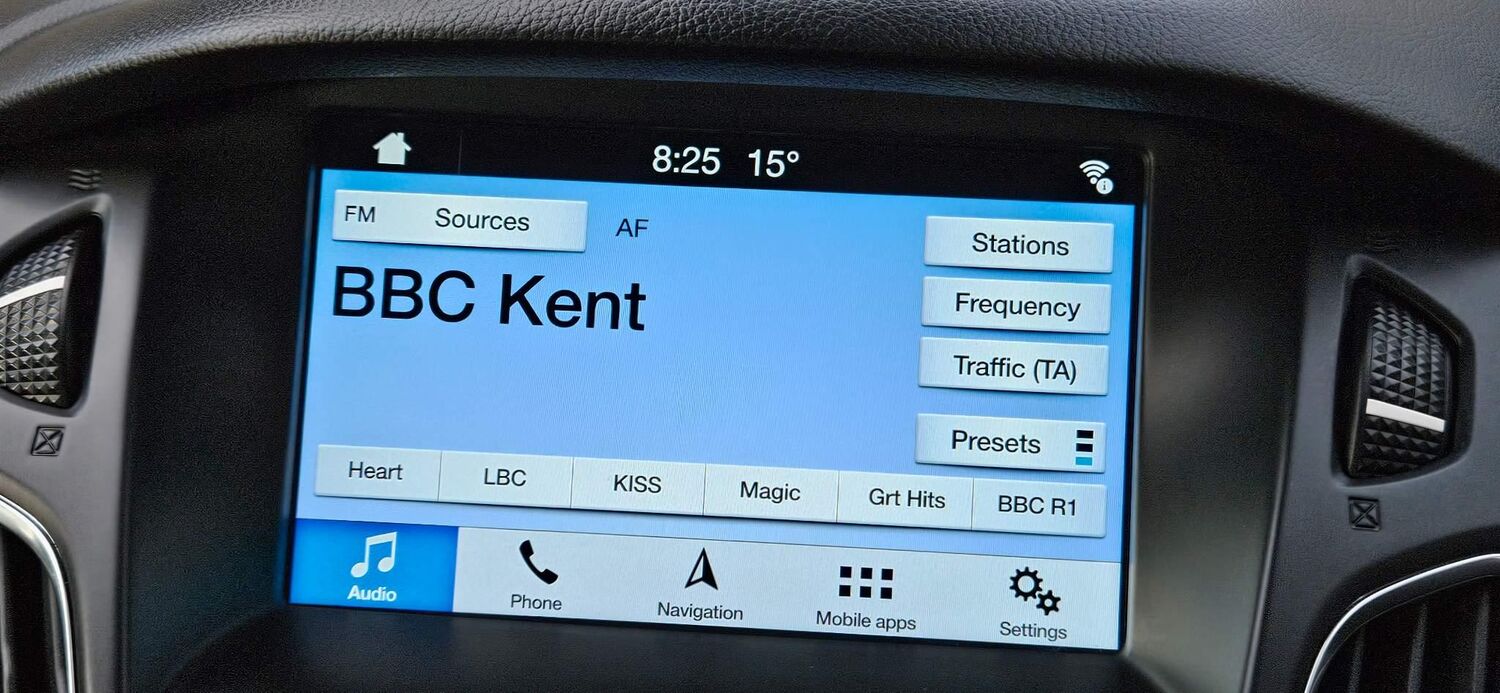 8:25 15°
FM Sources AF
Stations
BBC Kent
Frequency
Traffic (TA)
Presets
Heart LBC KISS Magic Grt Hits BBC R1
Audio Phone Navigation Mobile apps Settings